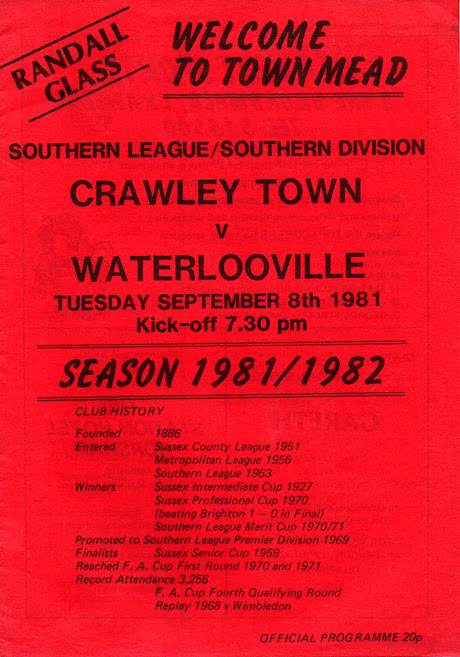 RANDALL
GLASS
WELCOME
TO TOWN MEAD
SOUTHERN LEAGUE/SOUTHERN DIVISION
CRAWLEY TOWN
V
WATERLOOVILLE
TUESDAY SEPTEMBER 8th 1981
Kick-off 7.30 pm
SEASON 1981/1982
CLUB HISTORY
Founded 1886
Entered Sussex County League 1951
Metropolitan League 1956
Southern League 1963
Winners Sussex Intermediate Cup 1927
Sussex Professional Cup 1970
(beating Brighton 1 – 0 in Final)
Southern League Merit Cup 1970/71
Promoted to Southern League Premier Division 1969
Finalists Sussex Senior Cup 1959
Reached F. A. Cup First Round 1970 and 1971
Record Attendance 3,256
F. A. Cup Fourth Qualifying Round
Replay 1968 v Wimbledon
OFFICIAL PROGRAMME 20p